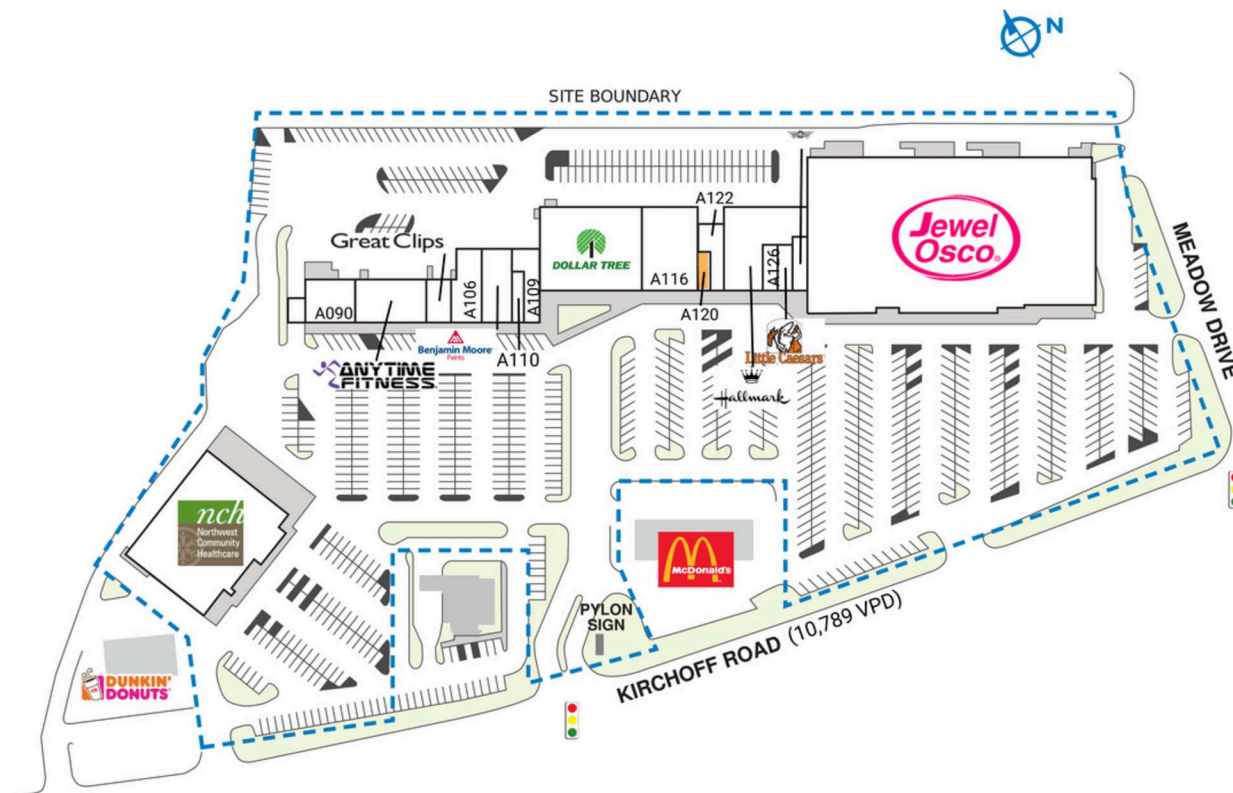 N
SITE BOUNDARY
A122
Great Clips
DOLLAR TREE
Jewel
Osco®
MEADOW DRIVE
A090
A106
A109
A116
A126
A120
Benjamin Moore®
Paints
A110
ANYTIME
FITNESS®
Little Caesars®
Hallmark
nch
Northwest
Community
Healthcare
McDonald's
PYLON
SIGN
KIRCHOFF ROAD (10,789 VPD)
DUNKIN'
DONUTS®